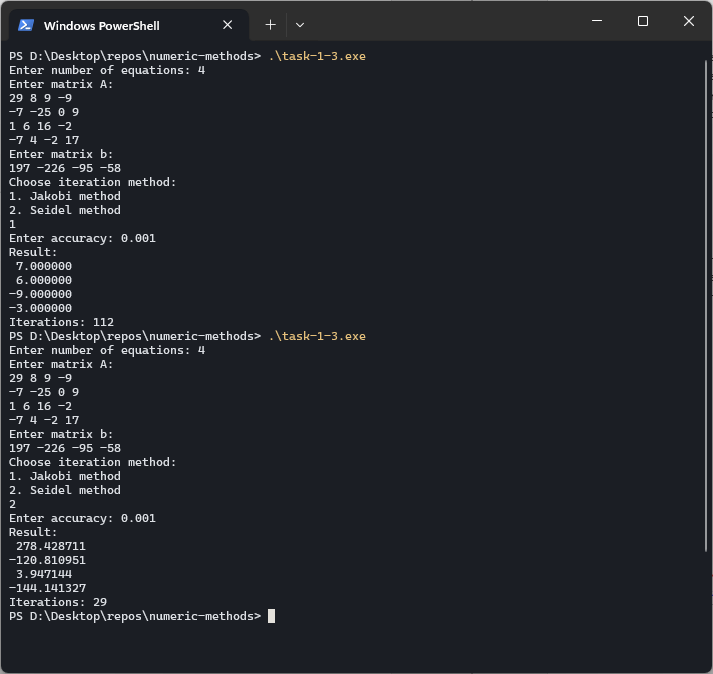 Windows PowerShell
PS D:\Desktop\repos\numeric-methods> .\task-1-3.exe
Enter number of equations: 4
Enter matrix A:
29 8 9 -9
-7 -25 0 9
1 6 16 -2
-7 4 -2 17
Enter matrix b:
197 -226 -95 -58
Choose iteration method:
1. Jakobi method
2. Seidel method
1
Enter accuracy: 0.001
Result:
7.000000
6.000000
-9.000000
-3.000000
Iterations: 112
PS D:\Desktop\repos\numeric-methods> .\task-1-3.exe
Enter number of equations: 4
Enter matrix A:
29 8 9 -9
-7 -25 0 9
1 6 16 -2
-7 4 -2 17
Enter matrix b:
197 -226 -95 -58
Choose iteration method:
1. Jakobi method
2. Seidel method
2
Enter accuracy: 0.001
Result:
278.428711
-120.810951
3.947144
-144.141327
Iterations: 29
PS D:\Desktop\repos\numeric-methods>